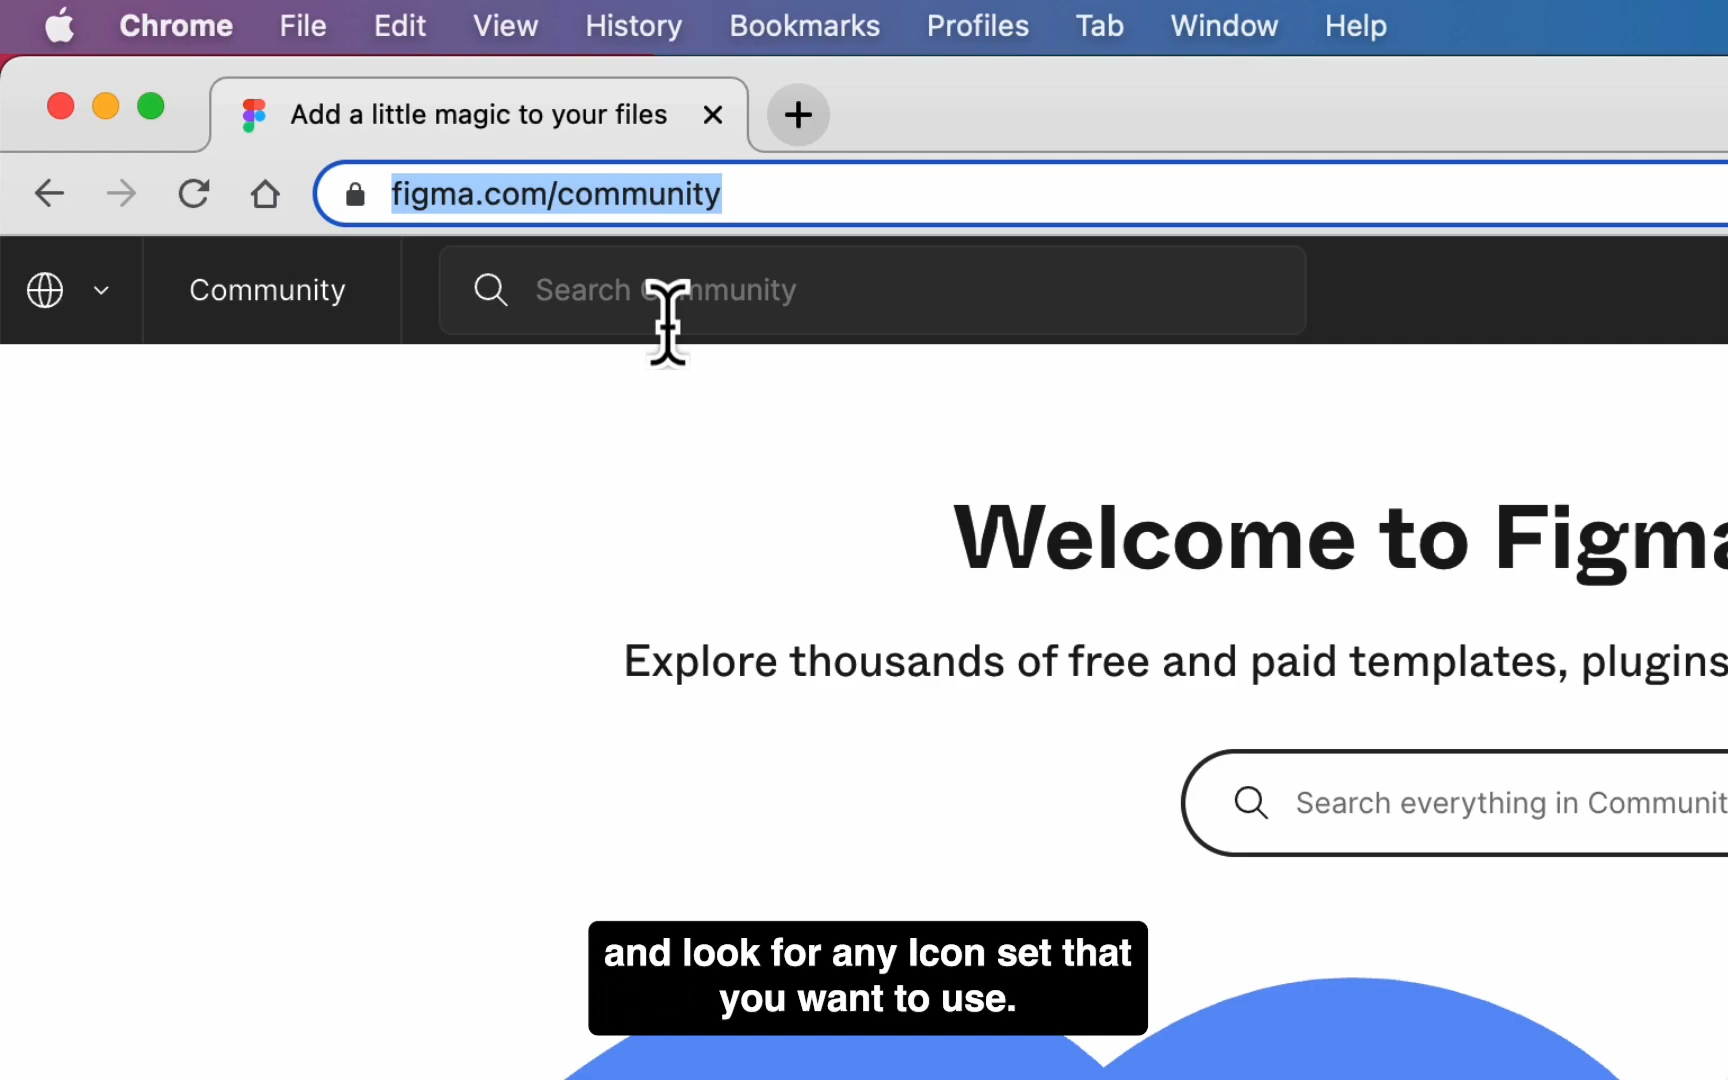 Chrome File Edit View History Bookmarks Profiles Tab Window Help
Add a little magic to your files
figma.com/community
Community
Search Community
Welcome to Figma
Explore thousands of free and paid templates, plugins
Search everything in Communit
and look for any Icon set that
you want to use.